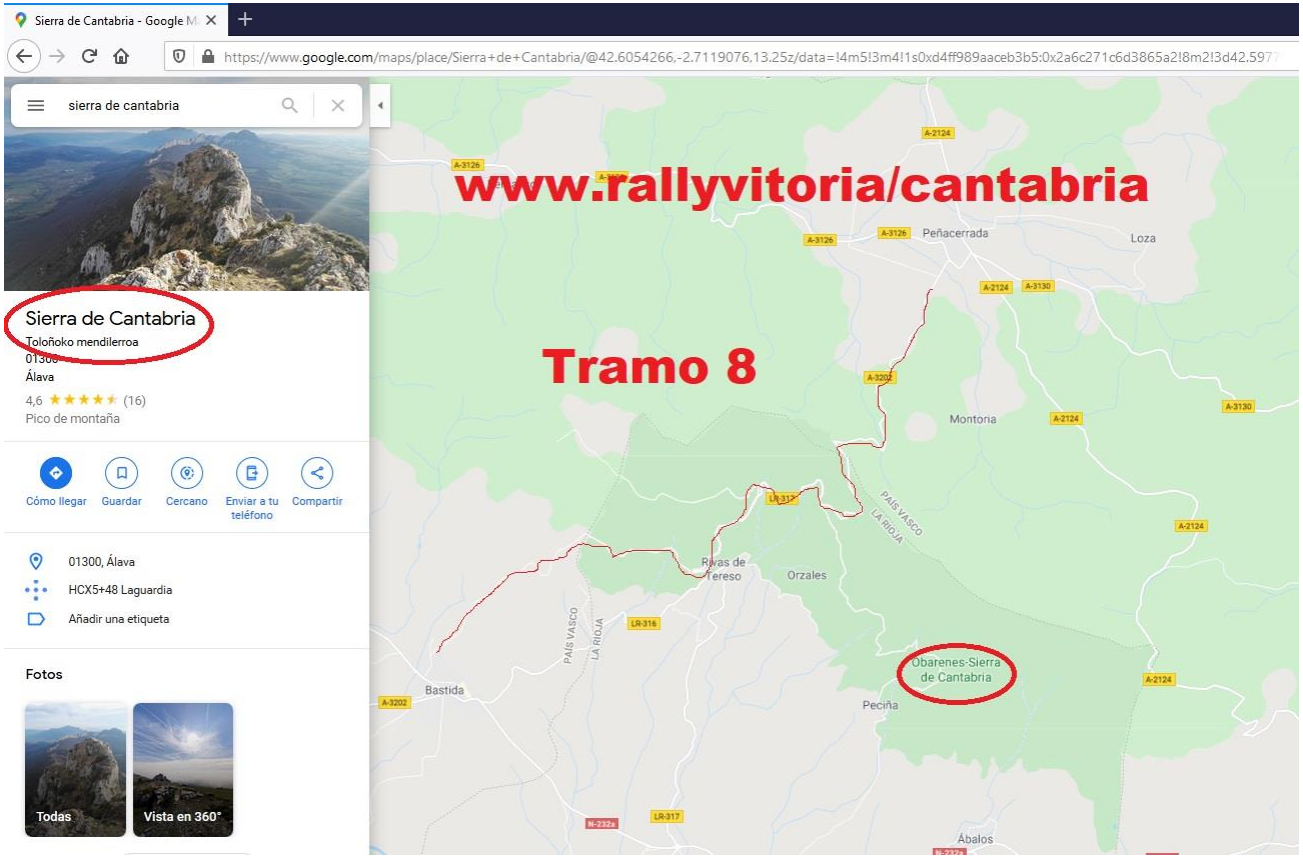 Sierra de Cantabria - Google M
https://www.google.com/maps/place/Sierra+de+Cantabria/@42.6054266,-2.7119076,13.25z/data=!4m5!3m4!1s0xd4ff989aaceb3b5:0x2a6c271c6d3865a2!8m2!3d42.597
sierra de cantabria
Sierra de Cantabria
Toloñoko mendilerroa
01300
Álava
4,6 (16)
Pico de montaña
Cómo llegar
Guardar
Cercano
Enviar a tu
teléfono
Compartir
01300, Álava
HCX5+48 Laguardia
Añadir una etiqueta
Fotos
Todas
Vista en 360°
A-2124
A-3126
www.rallyvitoria/cantabria
A-3126
A-3126
Peñacerrada
Loza
A-2124
A-3130
Tramo 8
A-3202
A-3130
Montoria
A-2124
LR-317
PAÍS VASCO
LA RIOJA
A-2124
Rivas de
Tereso
Orzales
PAÍS VASCO
LA RIOJA
LR-316
Obarenes-Sierra
de Cantabria
A-2124
Bastida
A-3202
Peciña
LR-317
N-232a
Ábalos
N-232a